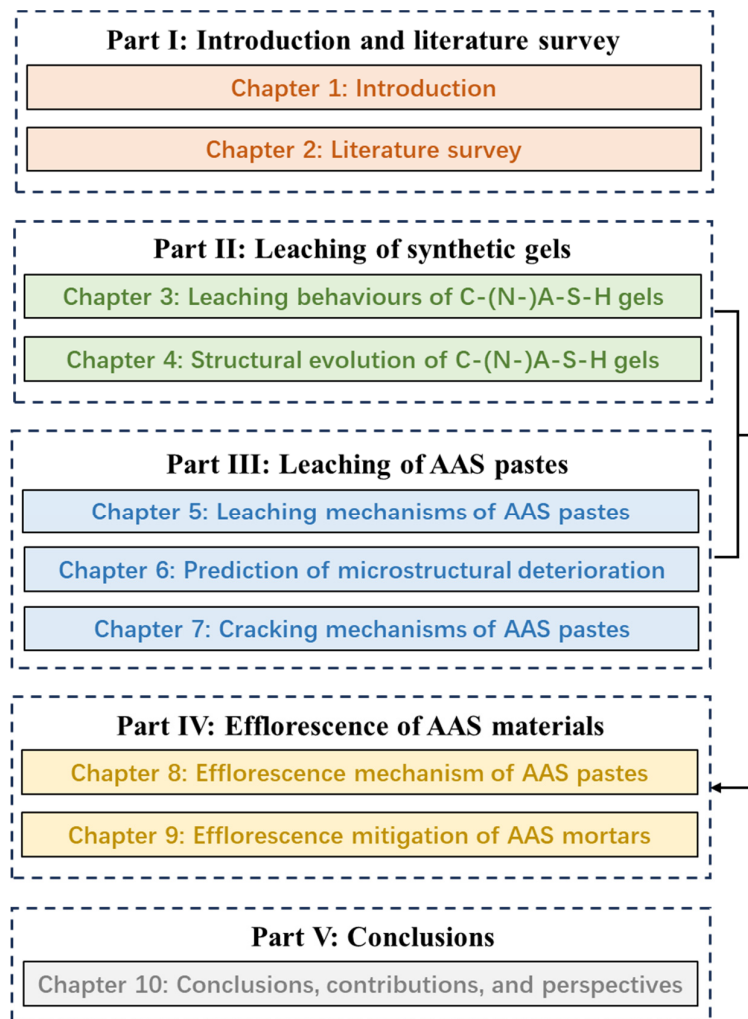 Part I: Introduction and literature survey
Chapter 1: Introduction
Chapter 2: Literature survey
Part II: Leaching of synthetic gels
Chapter 3: Leaching behaviours of C-(N-)A-S-H gels
Chapter 4: Structural evolution of C-(N-)A-S-H gels
Part III: Leaching of AAS pastes
Chapter 5: Leaching mechanisms of AAS pastes
Chapter 6: Prediction of microstructural deterioration
Chapter 7: Cracking mechanisms of AAS pastes
Part IV: Efflorescence of AAS materials
Chapter 8: Efflorescence mechanism of AAS pastes
Chapter 9: Efflorescence mitigation of AAS mortars
Part V: Conclusions
Chapter 10: Conclusions, contributions, and perspectives